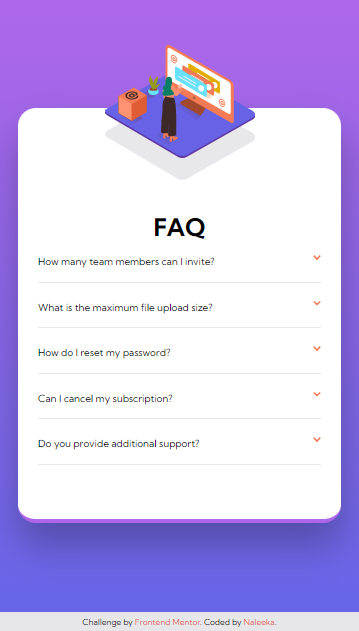 FAQ
How many team members can I invite?
What is the maximum file upload size?
How do I reset my password?
Can I cancel my subscription?
Do you provide additional support?
Challenge by Frontend Mentor. Coded by Naleeka.